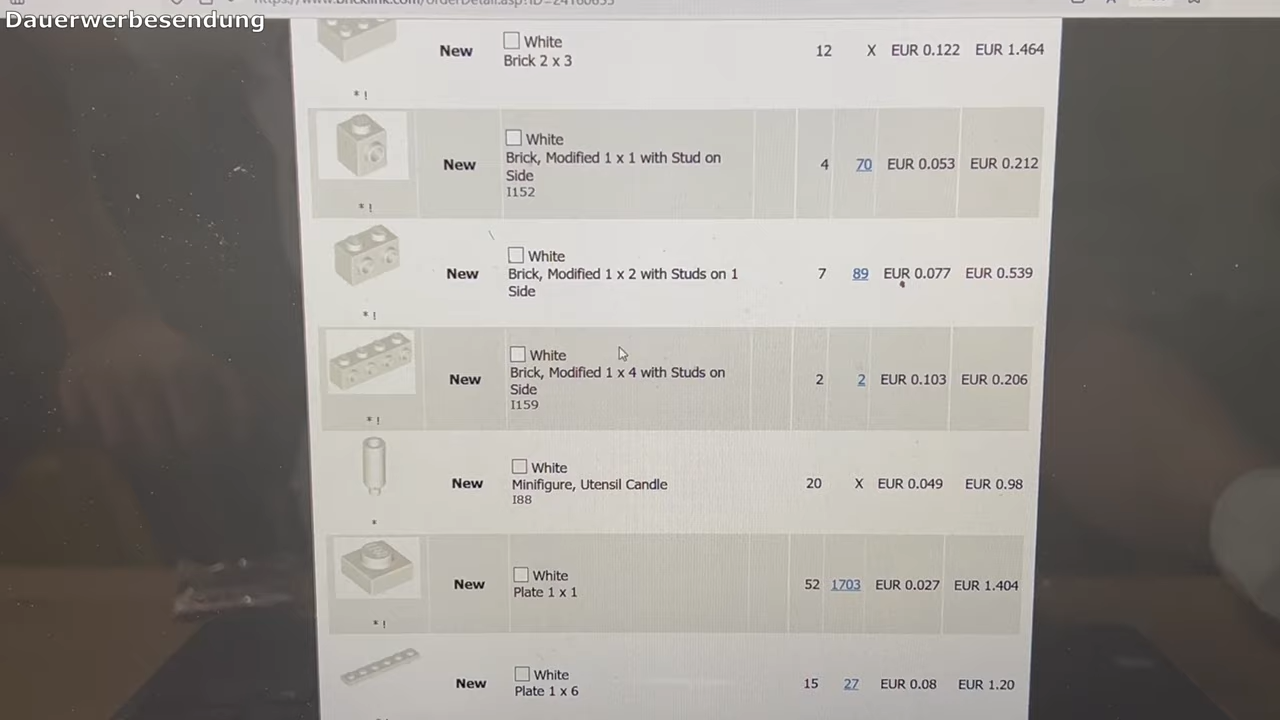 Dauerwerbesendung
New White 12 X EUR 0.122 EUR 1.464
Brick 2 x 3
* !
White
New Brick, Modified 1 x 1 with Stud on 4 70 EUR 0.053 EUR 0.212
Side
I152
* !
White
New Brick, Modified 1 x 2 with Studs on 1 7 89 EUR 0.077 EUR 0.539
Side
* !
White
New Brick, Modified 1 x 4 with Studs on 2 2 EUR 0.103 EUR 0.206
Side
I159
* !
White
New Minifigure, Utensil Candle 20 X EUR 0.049 EUR 0.98
I88
*
White
New Plate 1 x 1 52 1703 EUR 0.027 EUR 1.404
* !
White
New Plate 1 x 6 15 27 EUR 0.08 EUR 1.20